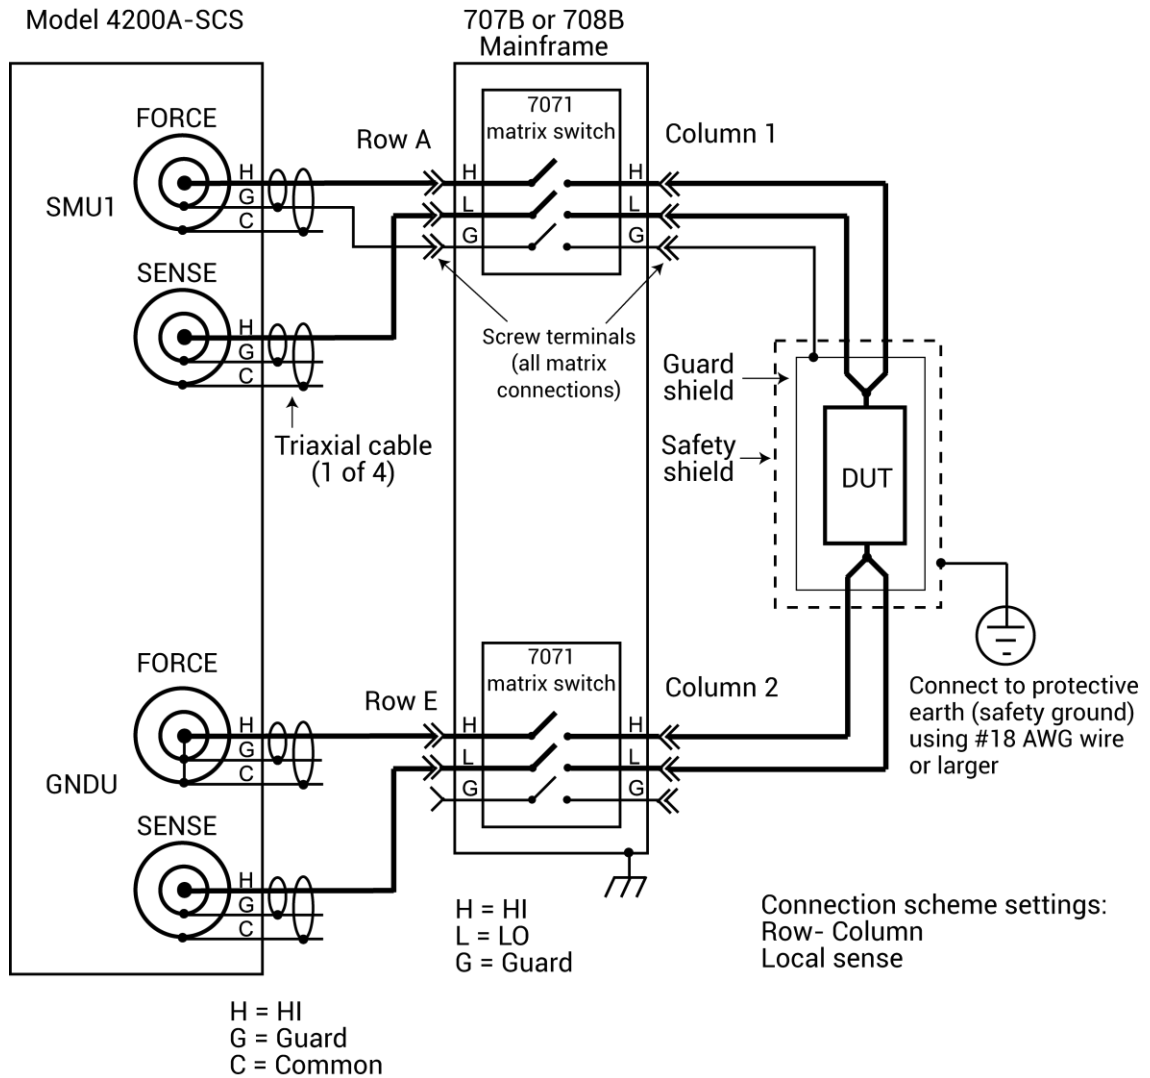 Model 4200A-SCS
707B or 708B
Mainframe
FORCE
7071
matrix switch
Row A
Column 1
SMU1
H
G
C
H
L
G
H
L
G
SENSE
H
G
C
Screw terminals
(all matrix
connections)
Guard
shield
Triaxial cable
(1 of 4)
Safety
shield
DUT
FORCE
7071
matrix switch
Row E
Column 2
Connect to protective
earth (safety ground)
using #18 AWG wire
or larger
H
G
C
H
L
G
H
L
G
GNDU
SENSE
H
G
C
H = HI
L = LO
G = Guard
Connection scheme settings:
Row- Column
Local sense
H = HI
G = Guard
C = Common